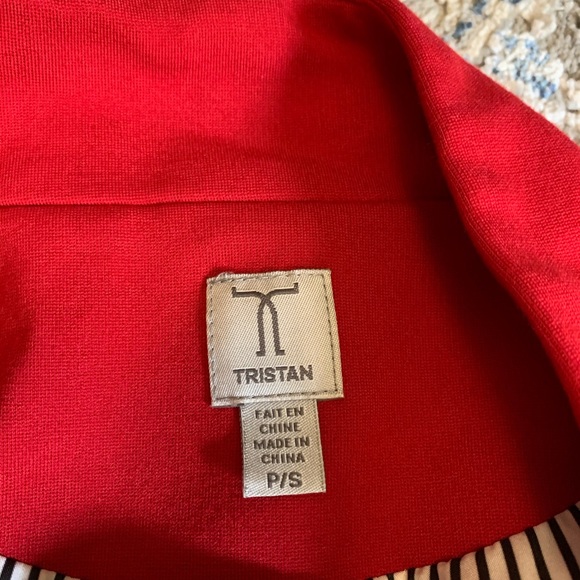 TRISTAN
FAIT EN
CHINE
MADE IN
CHINA
P/S